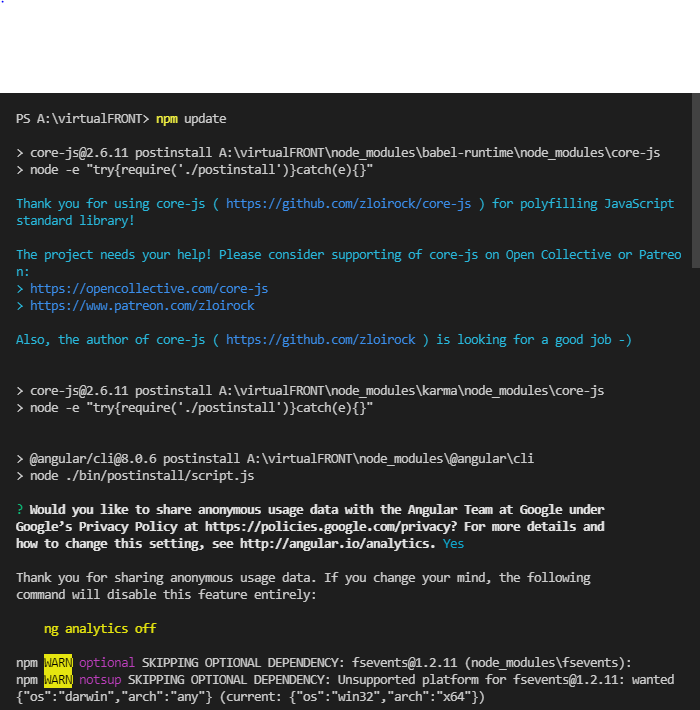 PS A:\virtualFRONT> npm update
> core-js@2.6.11 postinstall A:\virtualFRONT\node_modules\babel-runtime\node_modules\core-js
> node -e "try{require('./postinstall')}catch(e){}"
Thank you for using core-js ( https://github.com/zloirock/core-js ) for polyfilling JavaScript
standard library!
The project needs your help! Please consider supporting of core-js on Open Collective or Patreo
n:
> https://opencollective.com/core-js
> https://www.patreon.com/zloirock
Also, the author of core-js ( https://github.com/zloirock ) is looking for a good job -)
> core-js@2.6.11 postinstall A:\virtualFRONT\node_modules\karma\node_modules\core-js
> node -e "try{require('./postinstall')}catch(e){}"
> @angular/cli@8.0.6 postinstall A:\virtualFRONT\node_modules\@angular\cli
> node ./bin/postinstall/script.js
? Would you like to share anonymous usage data with the Angular Team at Google under
Google’s Privacy Policy at https://policies.google.com/privacy? For more details and
how to change this setting, see http://angular.io/analytics. Yes
Thank you for sharing anonymous usage data. If you change your mind, the following
command will disable this feature entirely:
ng analytics off
npm WARN optional SKIPPING OPTIONAL DEPENDENCY: fsevents@1.2.11 (node_modules\fsevents):
npm WARN notsup SKIPPING OPTIONAL DEPENDENCY: Unsupported platform for fsevents@1.2.11: wanted
{"os":"darwin","arch":"any"} (current: {"os":"win32","arch":"x64"})